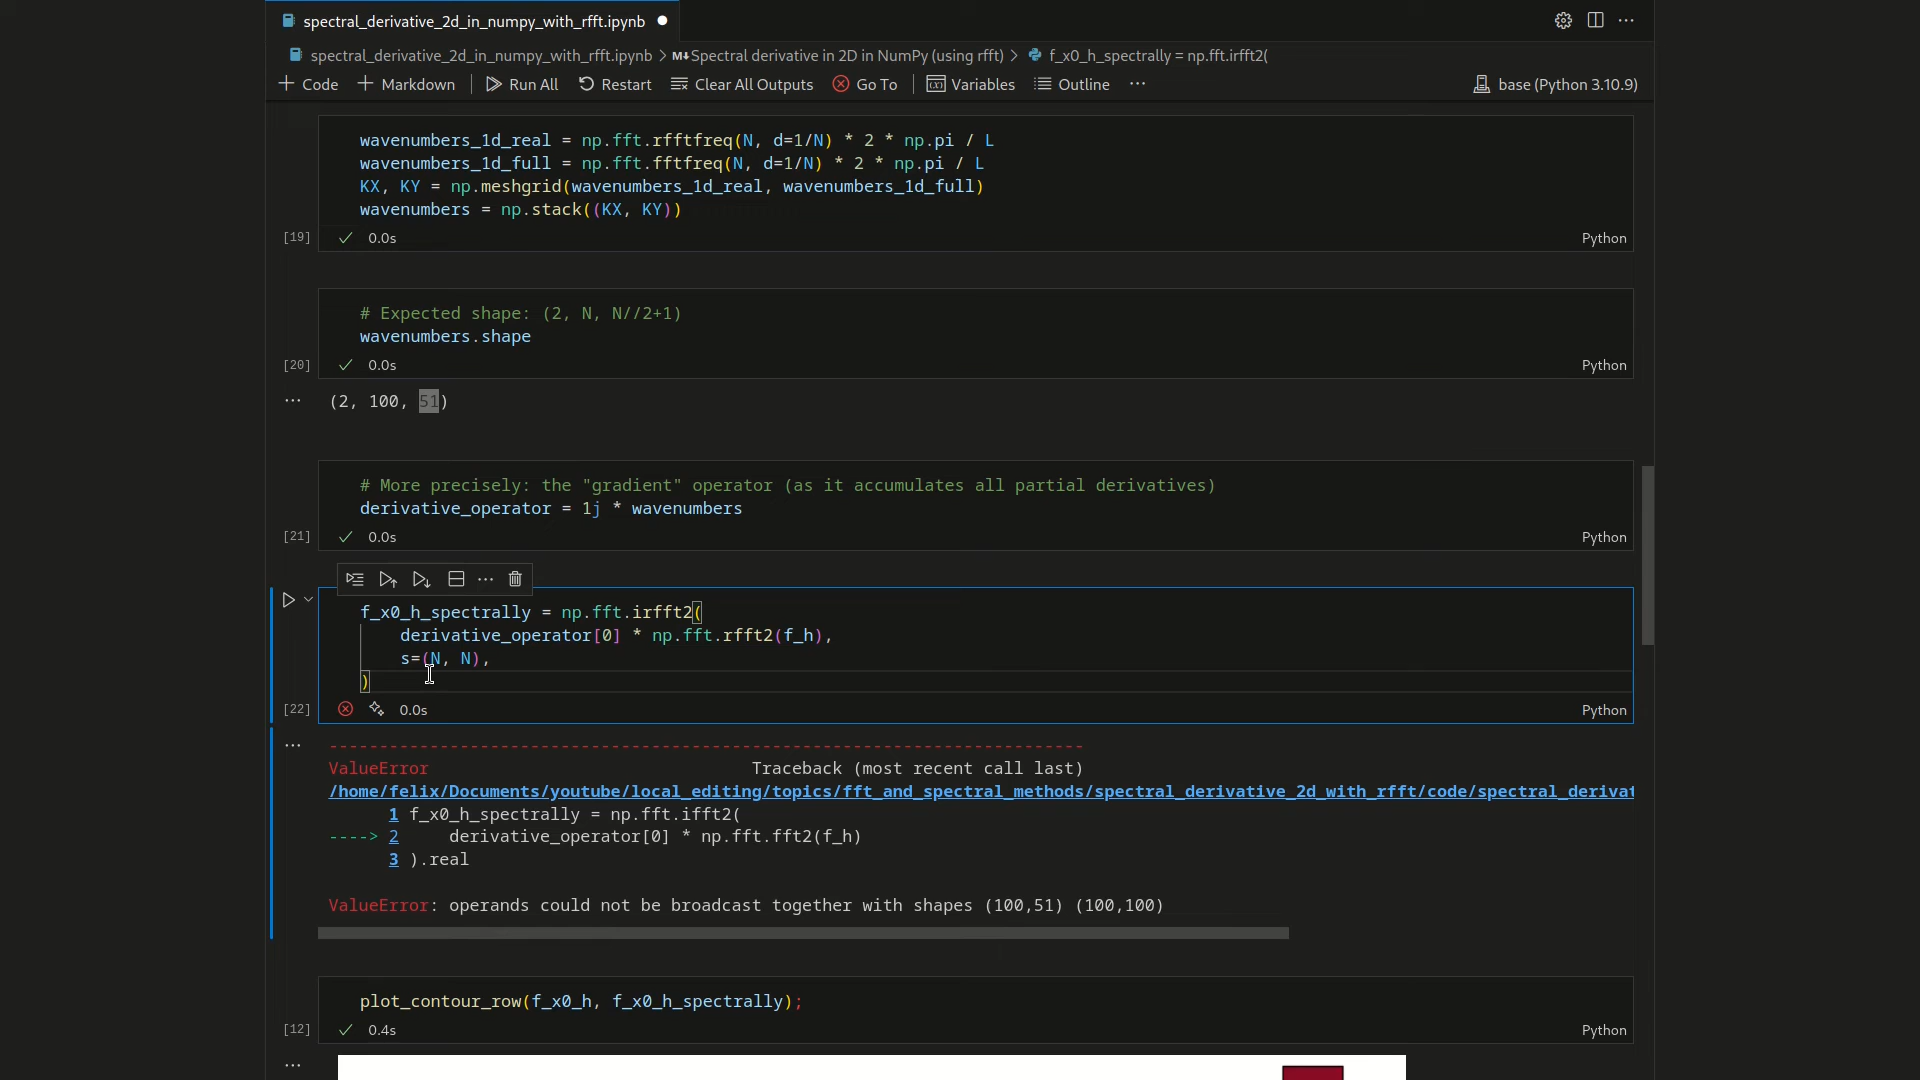 spectral_derivative_2d_in_numpy_with_rfft.ipynb
spectral_derivative_2d_in_numpy_with_rfft.ipynb > M↓ Spectral derivative in 2D in NumPy (using rfft) > f_x0_h_spectrally = np.fft.irfft2(
+ Code + Markdown Run All Restart Clear All Outputs Go To Variables Outline ··· base (Python 3.10.9)
wavenumbers_1d_real = np.fft.rfftfreq(N, d=1/N) * 2 * np.pi / L
wavenumbers_1d_full = np.fft.fftfreq(N, d=1/N) * 2 * np.pi / L
KX, KY = np.meshgrid(wavenumbers_1d_real, wavenumbers_1d_full)
wavenumbers = np.stack((KX, KY))
[19] 0.0s Python
# Expected shape: (2, N, N//2+1)
wavenumbers.shape
[20] 0.0s Python
(2, 100, 51)
# More precisely: the "gradient" operator (as it accumulates all partial derivatives)
derivative_operator = 1j * wavenumbers
[21] 0.0s Python
f_x0_h_spectrally = np.fft.irfft2(
derivative_operator[0] * np.fft.rfft2(f_h),
s=(N, N),
)
[22] 0.0s Python
---------------------------------------------------------------------------
ValueError Traceback (most recent call last)
/home/felix/Documents/youtube/local_editing/topics/fft_and_spectral_methods/spectral_derivative_2d_with_rfft/code/spectral_derivat
1 f_x0_h_spectrally = np.fft.ifft2(
----> 2 derivative_operator[0] * np.fft.fft2(f_h)
3 ).real
ValueError: operands could not be broadcast together with shapes (100,51) (100,100)
plot_contour_row(f_x0_h, f_x0_h_spectrally);
[12] 0.4s Python